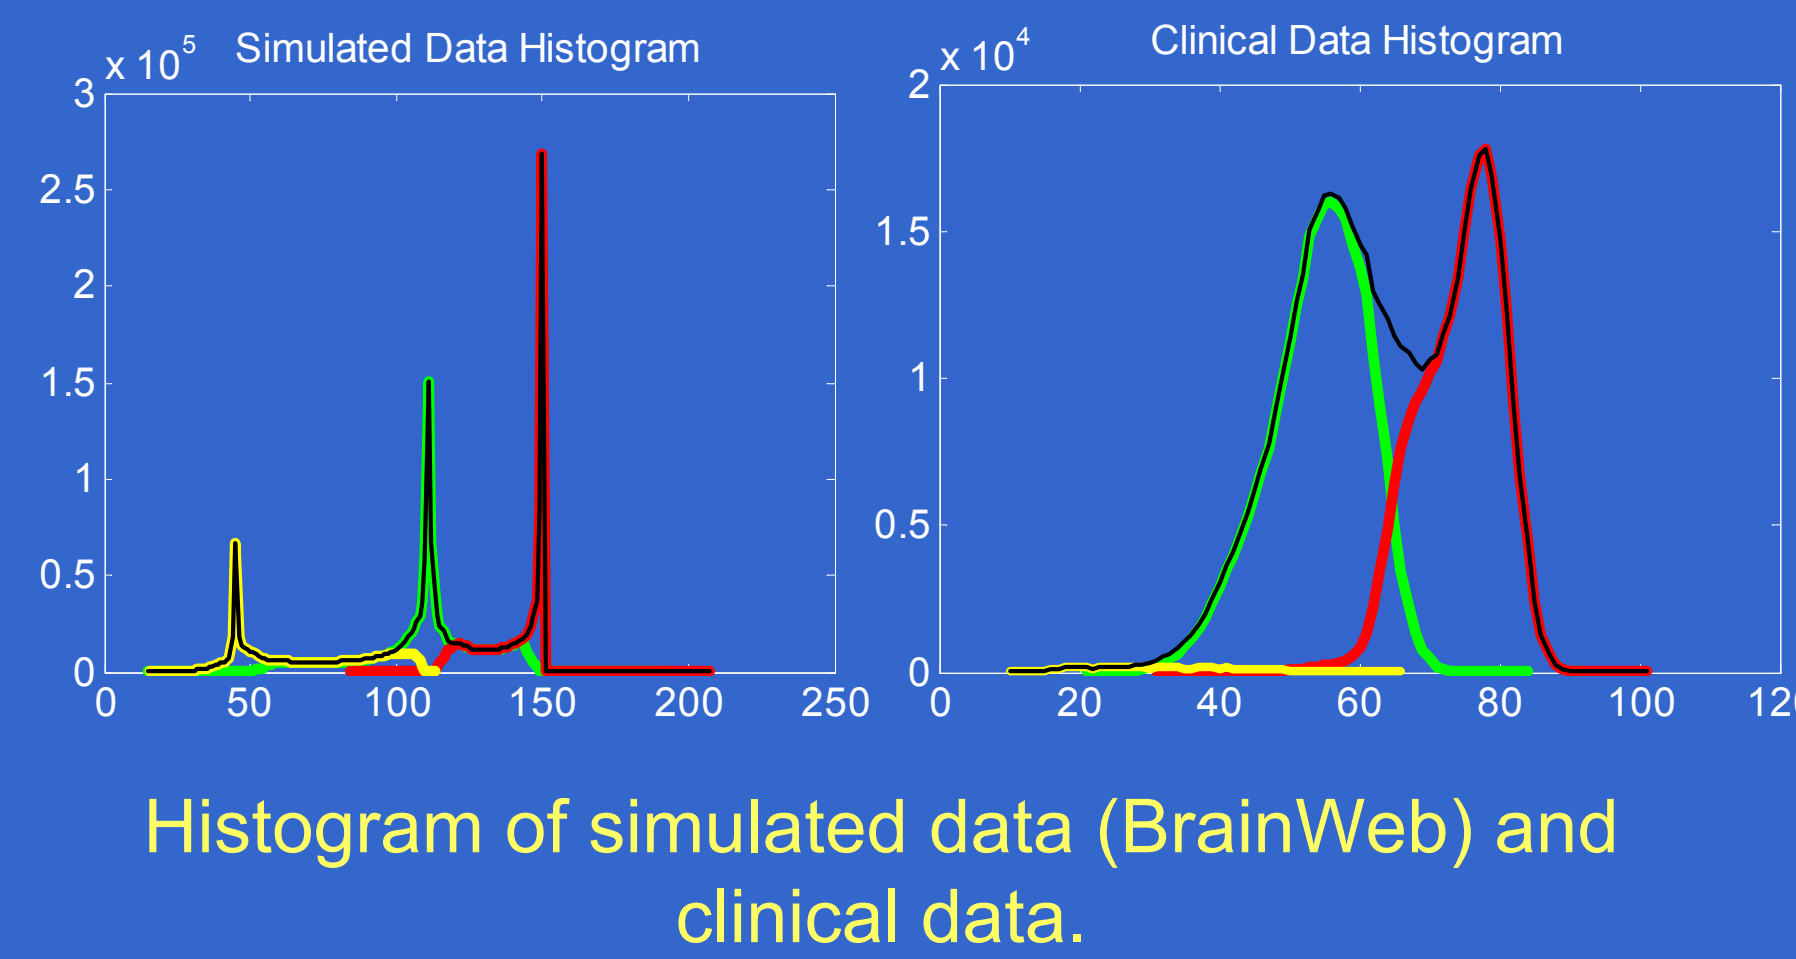 Simulated Data Histogram
x 10^5
3
2.5
2
1.5
1
0.5
0
0 50 100 150 200 250
Clinical Data Histogram
x 10^4
2
1.5
1
0.5
0
0 20 40 60 80 100 120
Histogram of simulated data (BrainWeb) and
clinical data.